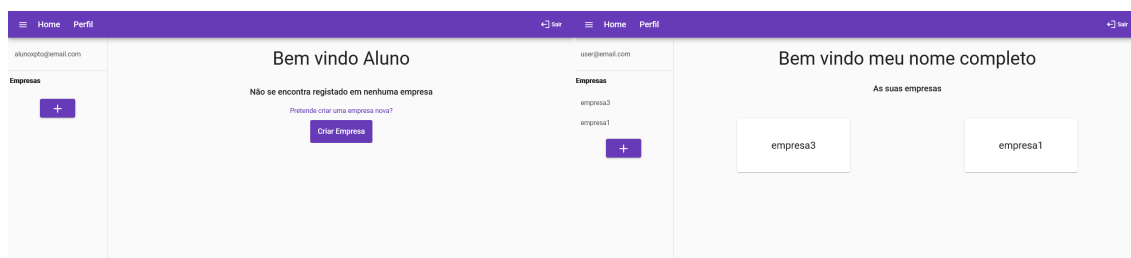 Home Perfil Sair
alunoxpto@email.com
Empresas
+
Bem vindo Aluno
Não se encontra registado em nenhuma empresa
Pretende criar uma empresa nova?
Criar Empresa
Home Perfil Sair
user@email.com
Empresas
empresa3
empresa1
+
Bem vindo meu nome completo
As suas empresas
empresa3 empresa1